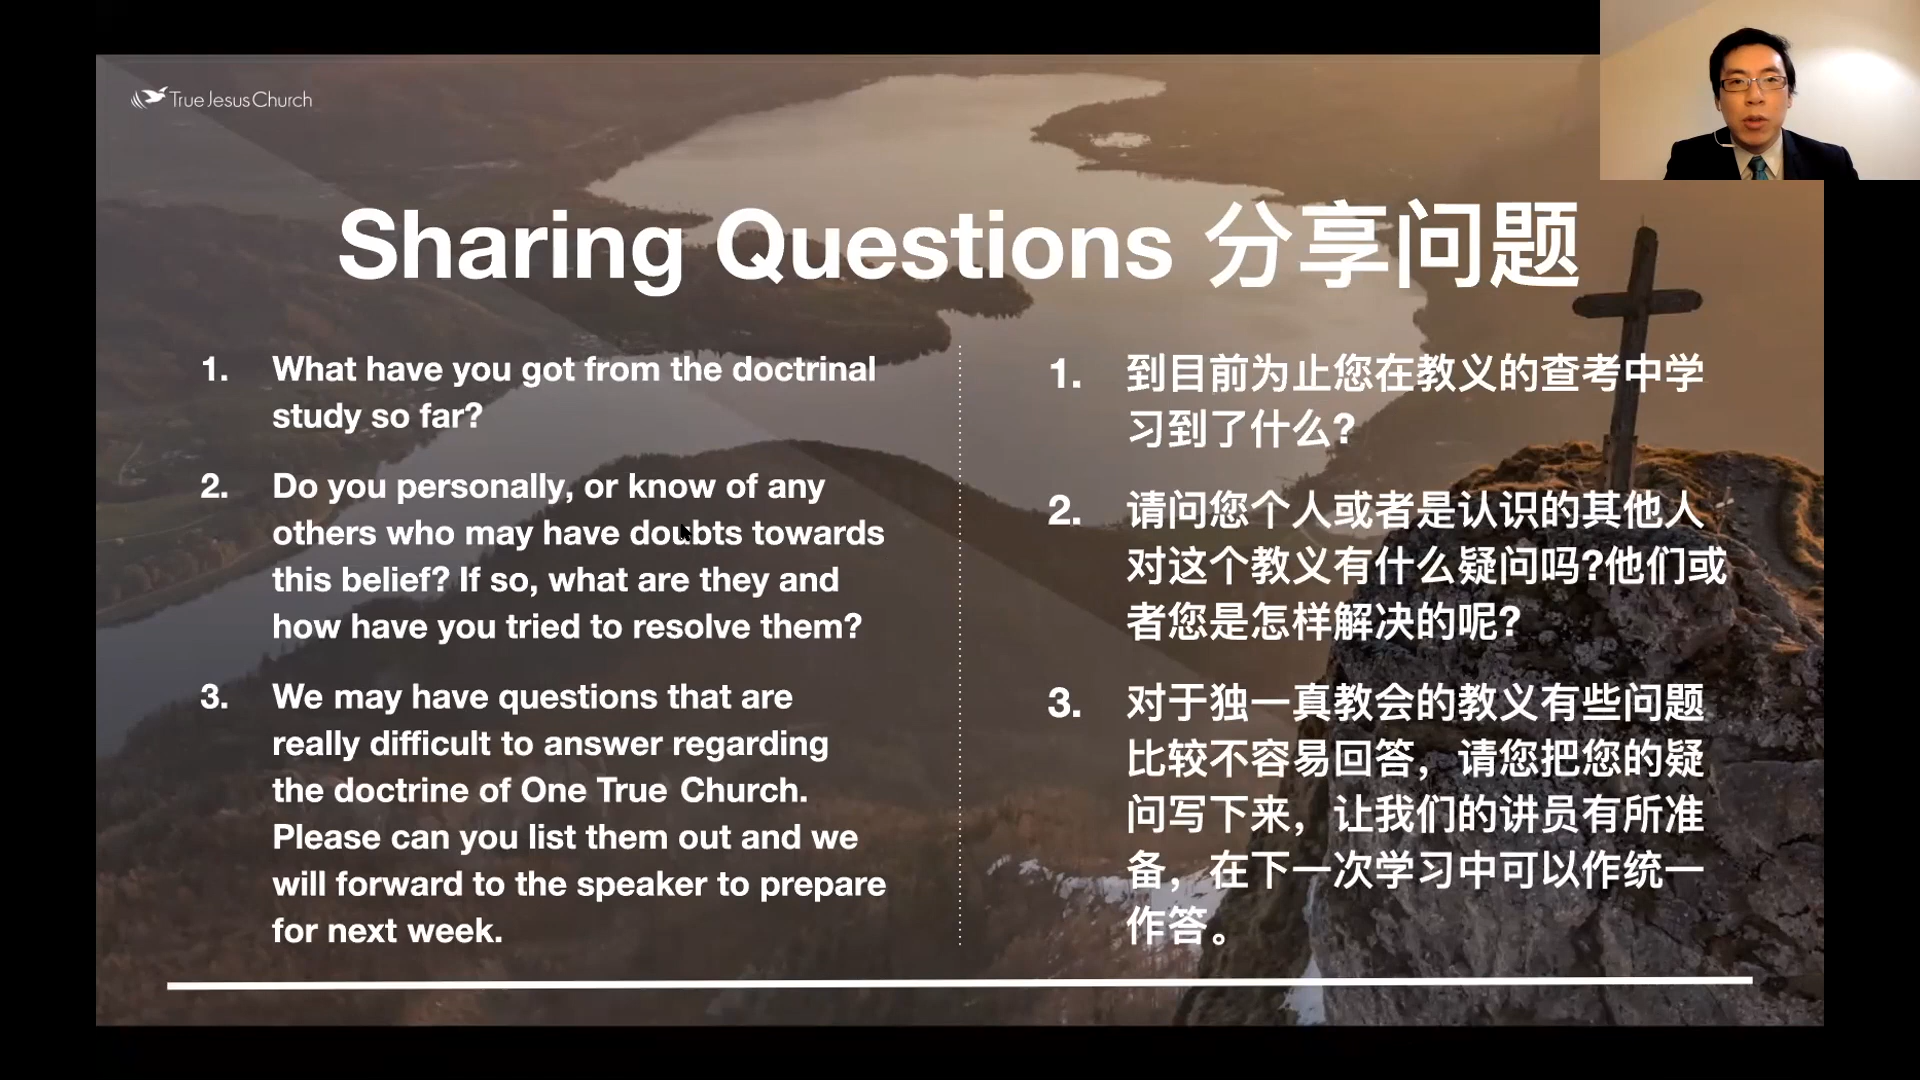 True Jesus Church
Sharing Questions 分享问题
1. What have you got from the doctrinal
study so far?
2. Do you personally, or know of any
others who may have doubts towards
this belief? If so, what are they and
how have you tried to resolve them?
3. We may have questions that are
really difficult to answer regarding
the doctrine of One True Church.
Please can you list them out and we
will forward to the speaker to prepare
for next week.
1. 到目前为止您在教义的查考中学
习到了什么?
2. 请问您个人或者是认识的其他人
对这个教义有什么疑问吗?他们或
者您是怎样解决的呢?
3. 对于独一真教会的教义有些问题
比较不容易回答，请您把您的疑
问写下来，让我们的讲员有所准
备，在下一次学习中可以作统一
作答。